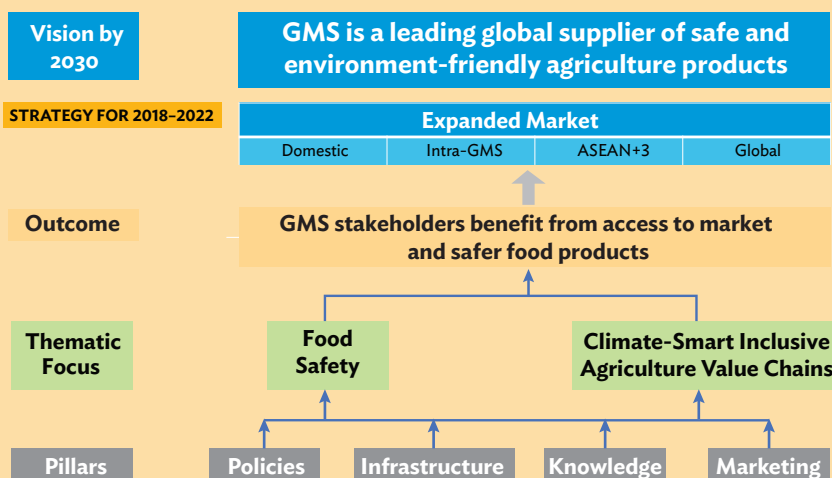 Vision by
2030
GMS is a leading global supplier of safe and
environment-friendly agriculture products
STRATEGY FOR 2018–2022
Expanded Market
Domestic
Intra-GMS
ASEAN+3
Global
Outcome
GMS stakeholders benefit from access to market
and safer food products
Thematic
Focus
Food
Safety
Climate-Smart Inclusive
Agriculture Value Chains
Pillars
Policies
Infrastructure
Knowledge
Marketing